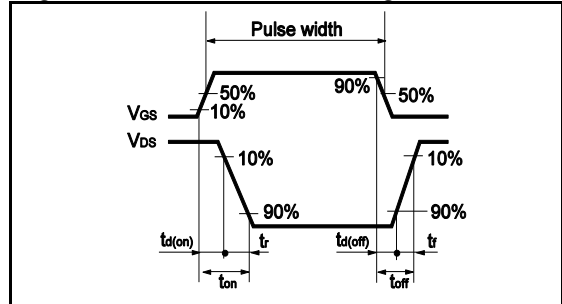 Pulse width
90%
50%
50%
10%
VGS
VDS
10%
10%
90%
90%
td(on)
tr
td(off)
tf
ton
toff